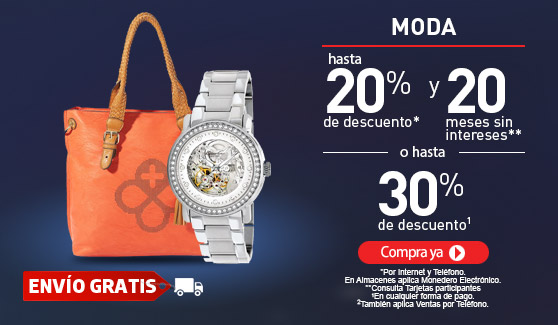 MODA
hasta
20% y 20
de descuento* meses sin
intereses**
o hasta
30%
de descuento¹
Compra ya
*Por Internet y Teléfono.
En Almacenes aplica Monedero Electrónico.
**Consulta Tarjetas participantes
¹En cualquier forma de pago.
²También aplica Ventas por Teléfono.
ENVÍO GRATIS